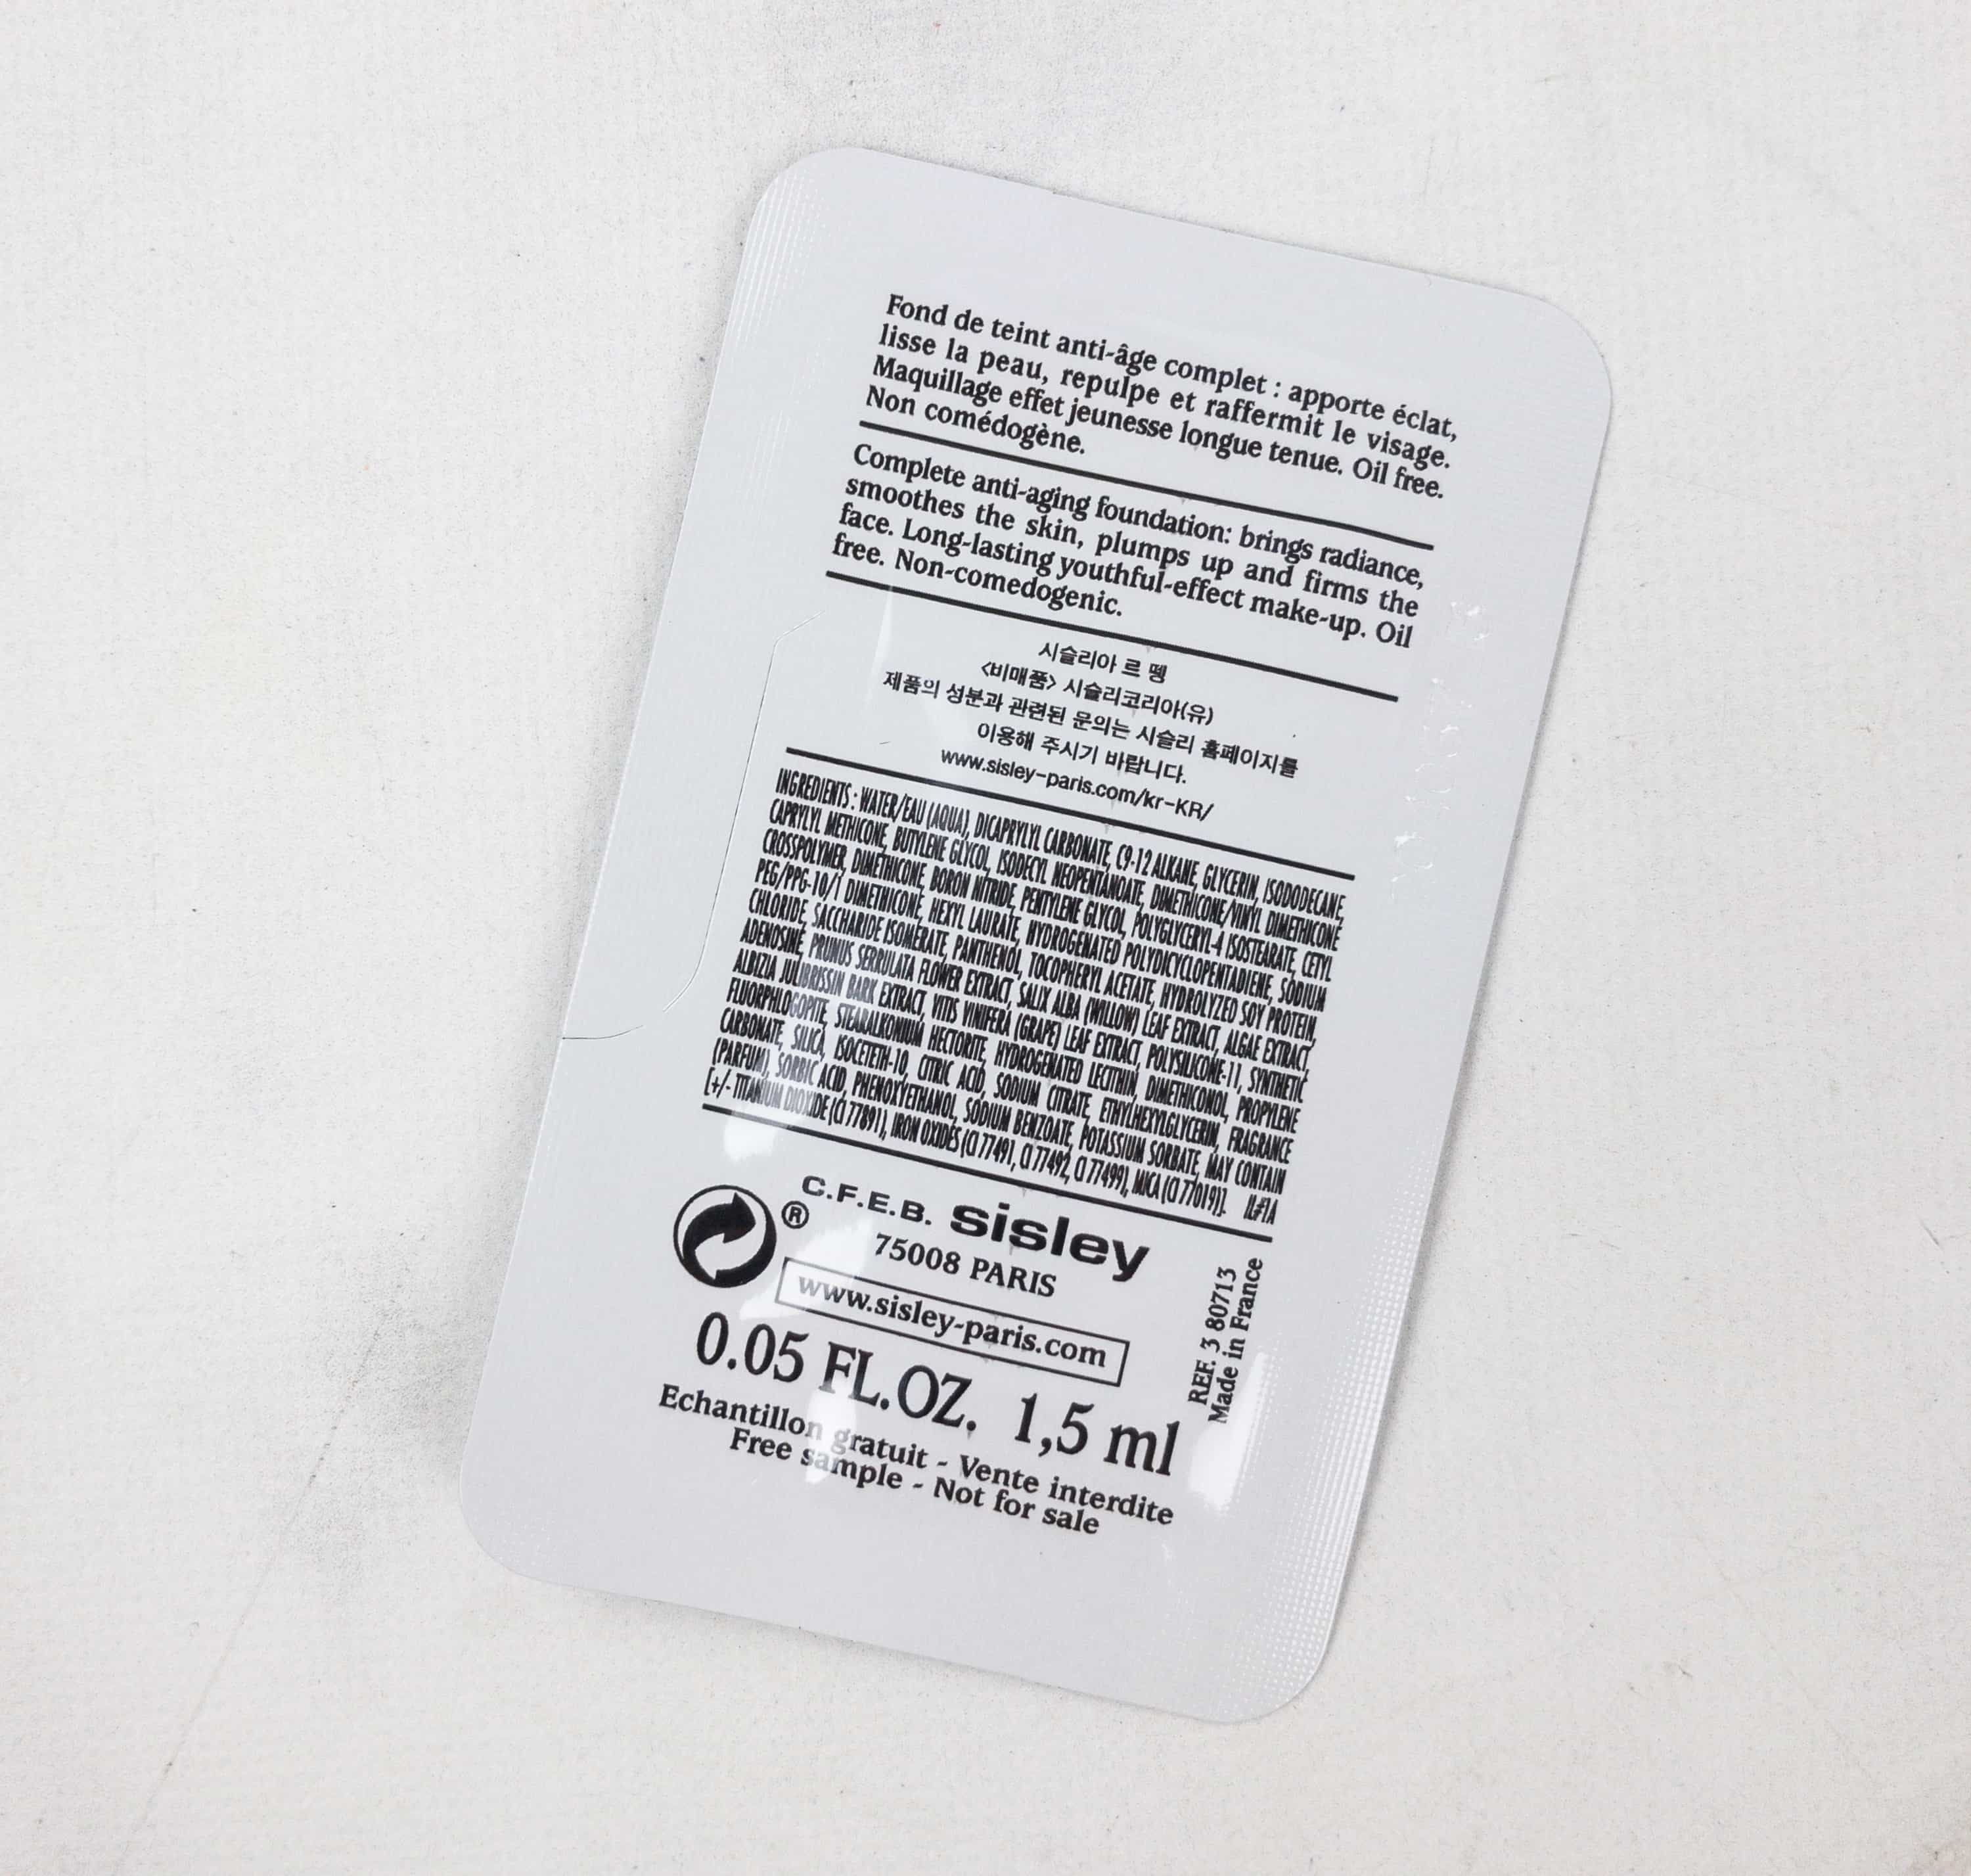 Fond de teint anti-âge complet : apporte éclat,
lisse la peau, repulpe et raffermit le visage.
Maquillage effet jeunesse longue tenue. Oil free.
Non comédogène.
Complete anti-aging foundation: brings radiance,
smoothes the skin, plumps up and firms the
face. Long-lasting youthful-effect make-up. Oil
free. Non-comedogenic.
시슬리아 르 뗑
<비매품> 시슬리코리아(유)
제품의 성분과 관련된 문의는 시슬리 홈페이지를
이용해 주시기 바랍니다.
www.sisley-paris.com/kr-KR/
INGREDIENTS : WATER/EAU (AQUA), DICAPRYLYL CARBONATE, C9-12 ALKANE, GLYCERIN, ISODODECANE,
CAPRYLYL METHICONE, BUTYLENE GLYCOL, ISODECYL NEOPENTANOATE, DIMETHICONE/VINYL DIMETHICONE
CROSSPOLYMER, DIMETHICONE, BORON NITRIDE, PENTYLENE GLYCOL, POLYGLYCERYL-4 ISOSTEARATE, CETYL
PEG/PPG-10/1 DIMETHICONE, HEXYL LAURATE, HYDROGENATED POLYDICYCLOPENTADIENE, SODIUM
CHLORIDE, SACCHARIDE ISOMERATE, PANTHENOL, TOCOPHERYL ACETATE, HYDROLYZED SOY PROTEIN,
ADENOSINE, PRUNUS SERRULATA FLOWER EXTRACT, SALIX ALBA (WILLOW) LEAF EXTRACT, ALGAE EXTRACT,
ALBIZIA JULIBRISSIN BARK EXTRACT, VITIS VINIFERA (GRAPE) LEAF EXTRACT, POLYSILICONE-11, SYNTHETIC
FLUORPHLOGOPITE, STEARALKONIUM HECTORITE, HYDROGENATED LECITHIN, DIMETHICONOL, PROPYLENE
CARBONATE, SILICA, ISOCETETH-10, CITRIC ACID, SODIUM CITRATE, ETHYLHEXYLGLYCERIN, FRAGRANCE
(PARFUM), SORBIC ACID, PHENOXYETHANOL, SODIUM BENZOATE, POTASSIUM SORBATE, MAY CONTAIN
[+/- TITANIUM DIOXIDE (CI 77891), IRON OXIDES (CI 77491, CI 77492, CI 77499), MICA (CI 77019)]. IL#1A
® C.F.E.B. sisley
75008 PARIS
www.sisley-paris.com
REF. 3 80713
Made in France
0.05 FL.OZ. 1,5 ml
Echantillon gratuit - Vente interdite
Free sample - Not for sale